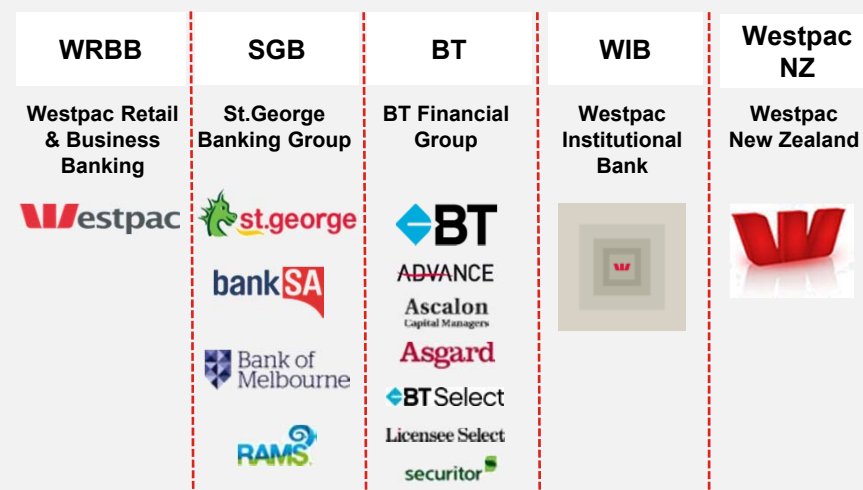 WRBB
SGB
BT
WIB
Westpac
NZ
Westpac Retail
& Business
Banking
St.George
Banking Group
BT Financial
Group
Westpac
Institutional
Bank
Westpac
New Zealand
Westpac
st.george
bankSA
Bank of
Melbourne
RAMS
BT
ADVANCE
Ascalon
Capital Managers
Asgard
BT Select
Licensee Select
securitor